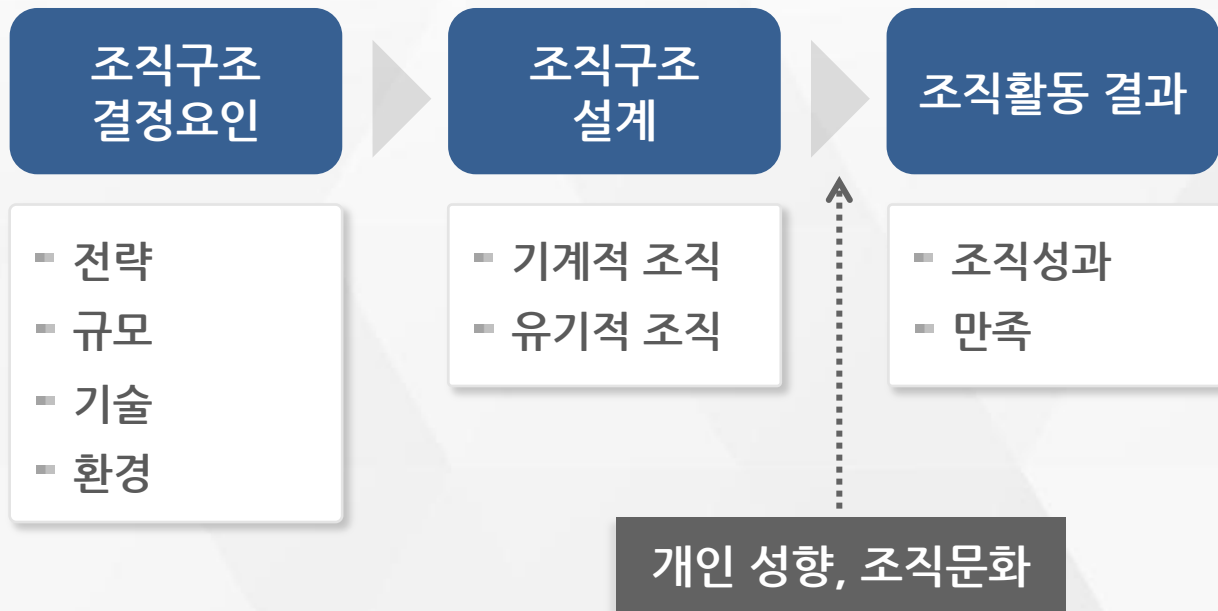 조직구조
결정요인
전략
규모
기술
환경
조직구조
설계
기계적 조직
유기적 조직
조직활동 결과
조직성과
만족
개인 성향, 조직문화